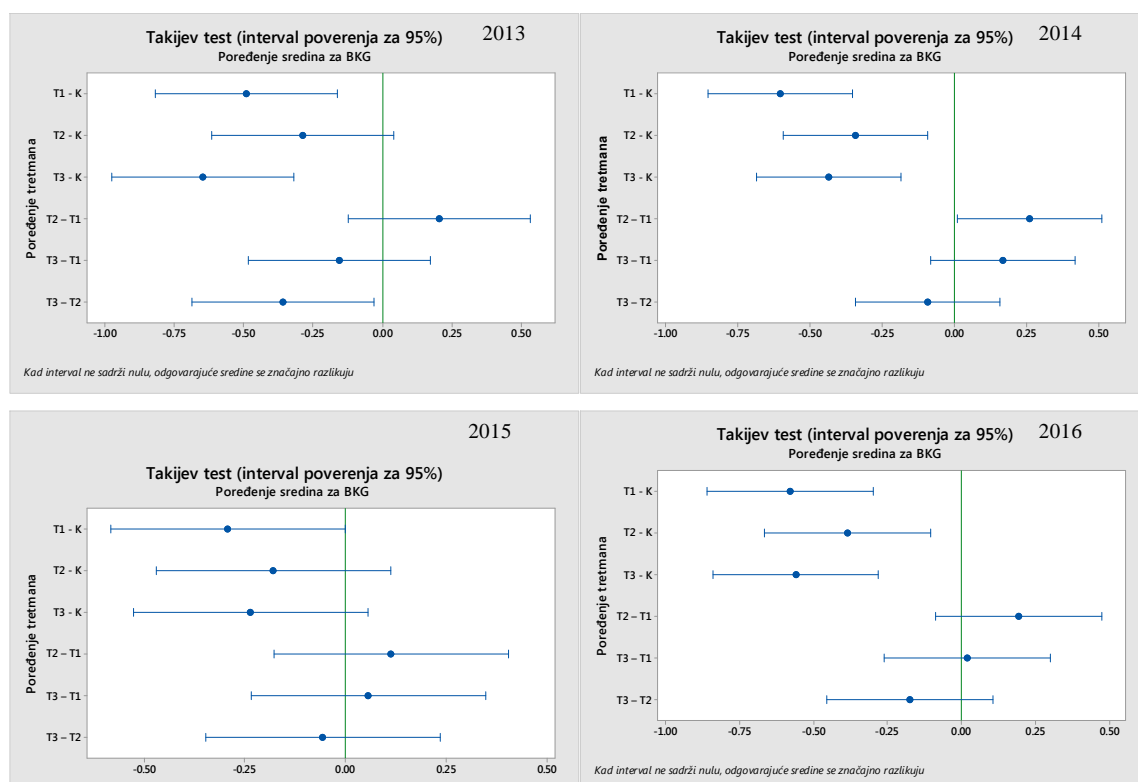 Takijev test (interval poverenja za 95%) 2013
Poređenje sredina za BKG
Poređenje tretmana
T1 - K
T2 - K
T3 - K
T2 – T1
T3 – T1
T3 – T2
-1.00 -0.75 -0.50 -0.25 0.00 0.25 0.50
Kad interval ne sadrži nulu, odgovarajuće sredine se značajno razlikuju
Takijev test (interval poverenja za 95%) 2014
Poređenje sredina za BKG
Poređenje tretmana
T1 - K
T2 - K
T3 - K
T2 – T1
T3 – T1
T3 – T2
-1.00 -0.75 -0.50 -0.25 0.00 0.25 0.50
Kad interval ne sadrži nulu, odgovarajuće sredine se značajno razlikuju
2015
Takijev test (interval poverenja za 95%)
Poređenje sredina za BKG
Poređenje tretmana
T1 - K
T2 - K
T3 - K
T2 – T1
T3 – T1
T3 – T2
-0.50 -0.25 0.00 0.25 0.50
Takijev test (interval poverenja za 95%) 2016
Poređenje sredina za BKG
Poređenje tretmana
T1 - K
T2 - K
T3 - K
T2 – T1
T3 – T1
T3 – T2
-1.00 -0.75 -0.50 -0.25 0.00 0.25 0.50
Kad interval ne sadrži nulu, odgovarajuće sredine se značajno razlikuju